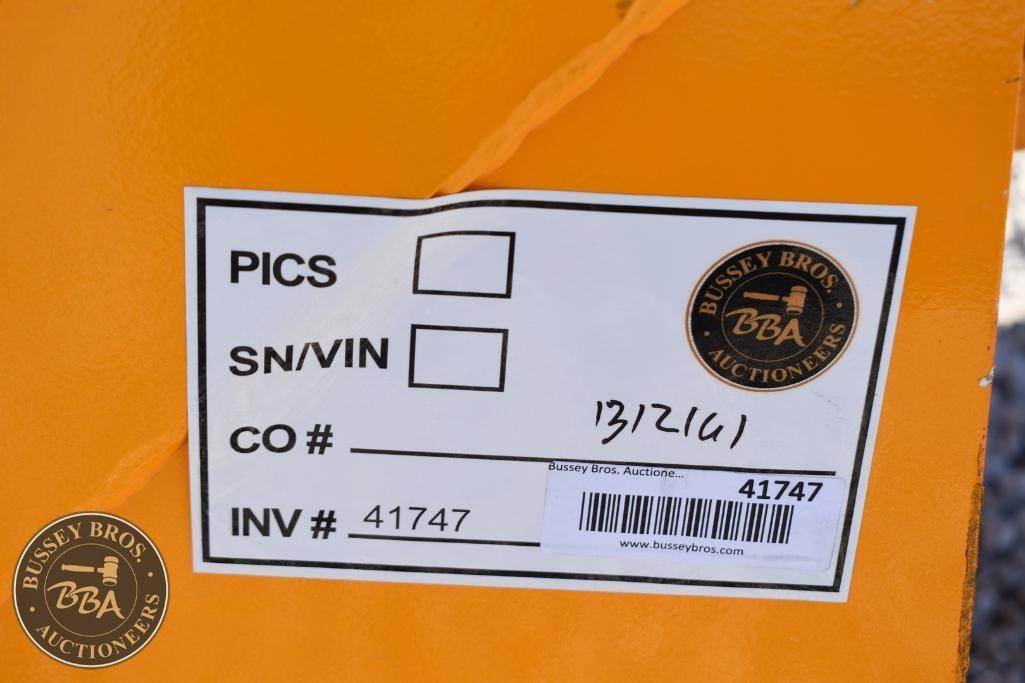 PICS
BUSSEY BROS.
BBA
AUCTIONEERS
SN/VIN
CO #
Bussey Bros. Auctione...
41747
INV # 41747
www.busseybros.com
BUSSEY BROS.
BBA
AUCTIONEERS